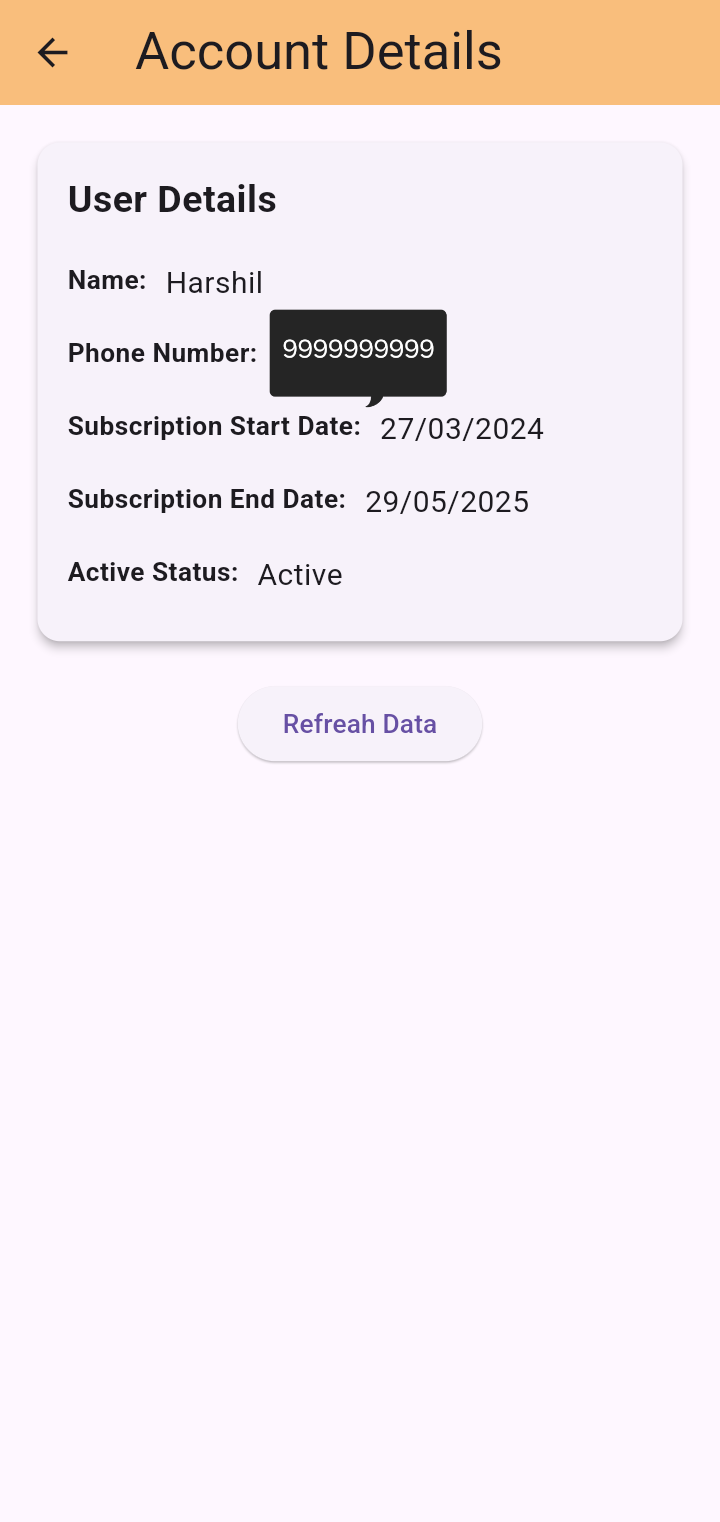 Account Details
User Details
Name: Harshil
Phone Number: 9999999999
Subscription Start Date: 27/03/2024
Subscription End Date: 29/05/2025
Active Status: Active
Refreah Data